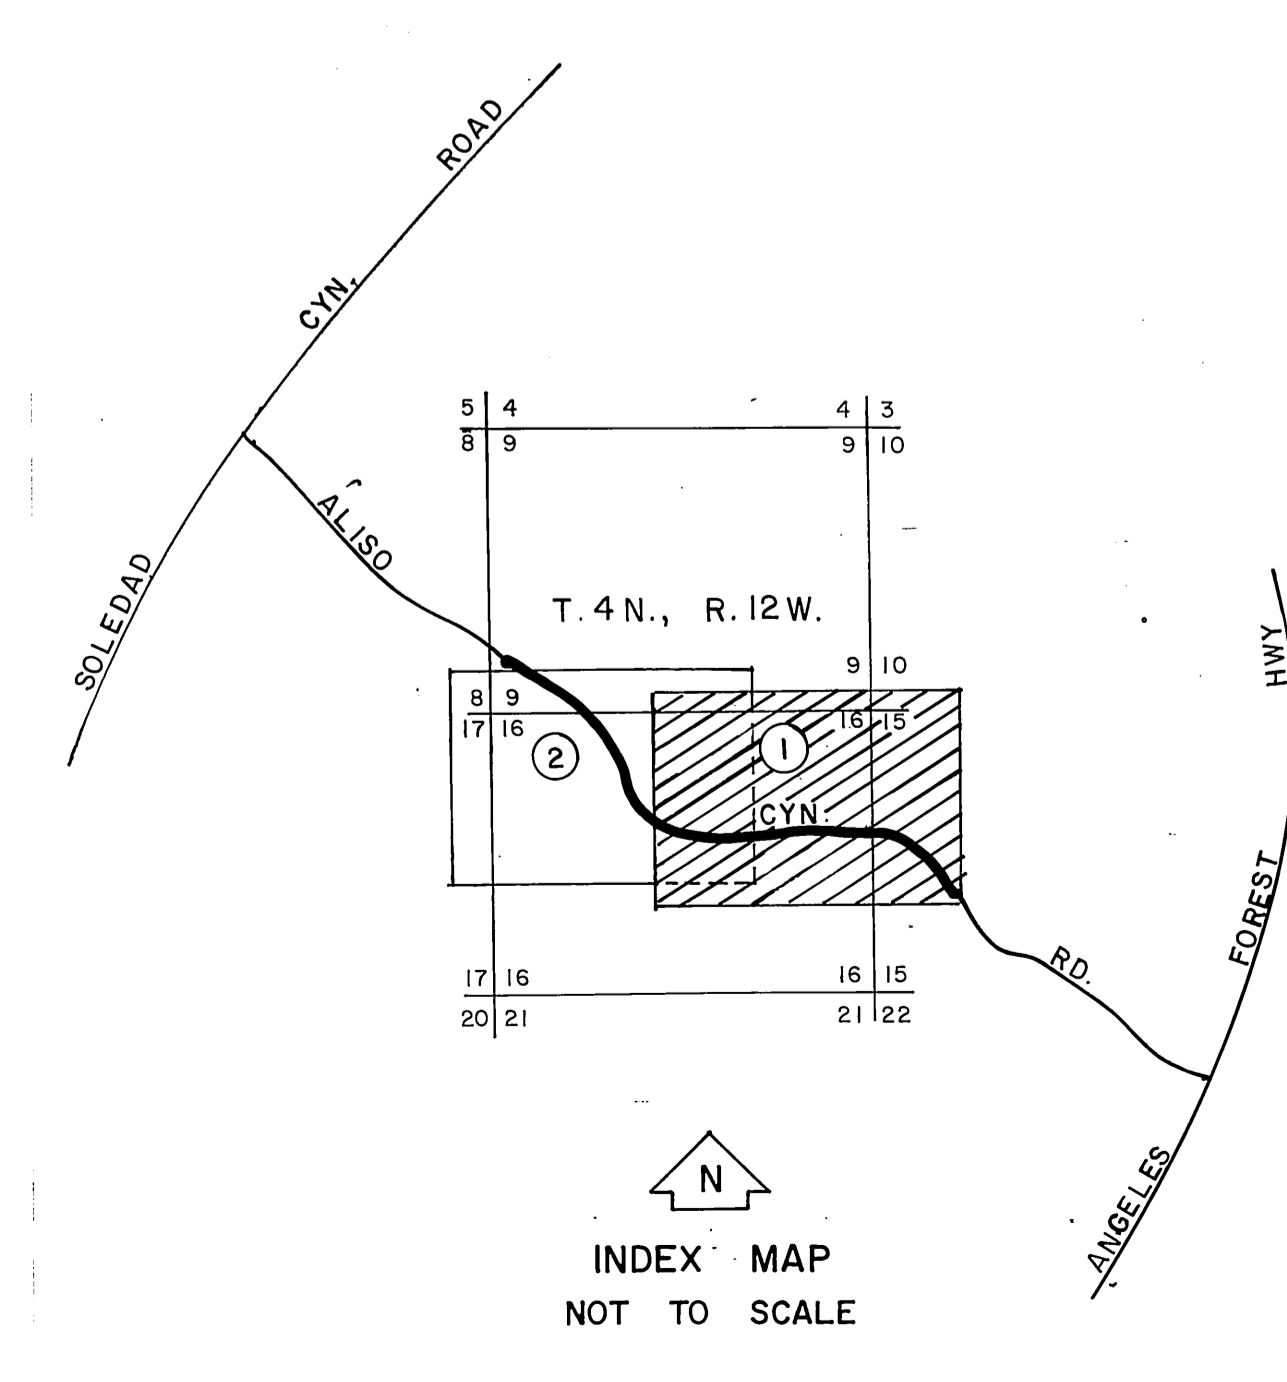 SOLEDAD CYN. ROAD
5 4
8 9
4 3
9 10
ALISO CYN. RD.
T. 4 N., R. 12 W.
9 10
8 9
17 16
16 15
2
1
17 16
20 21
16 15
21 22
ANGELES FOREST HWY
N
INDEX MAP
NOT TO SCALE